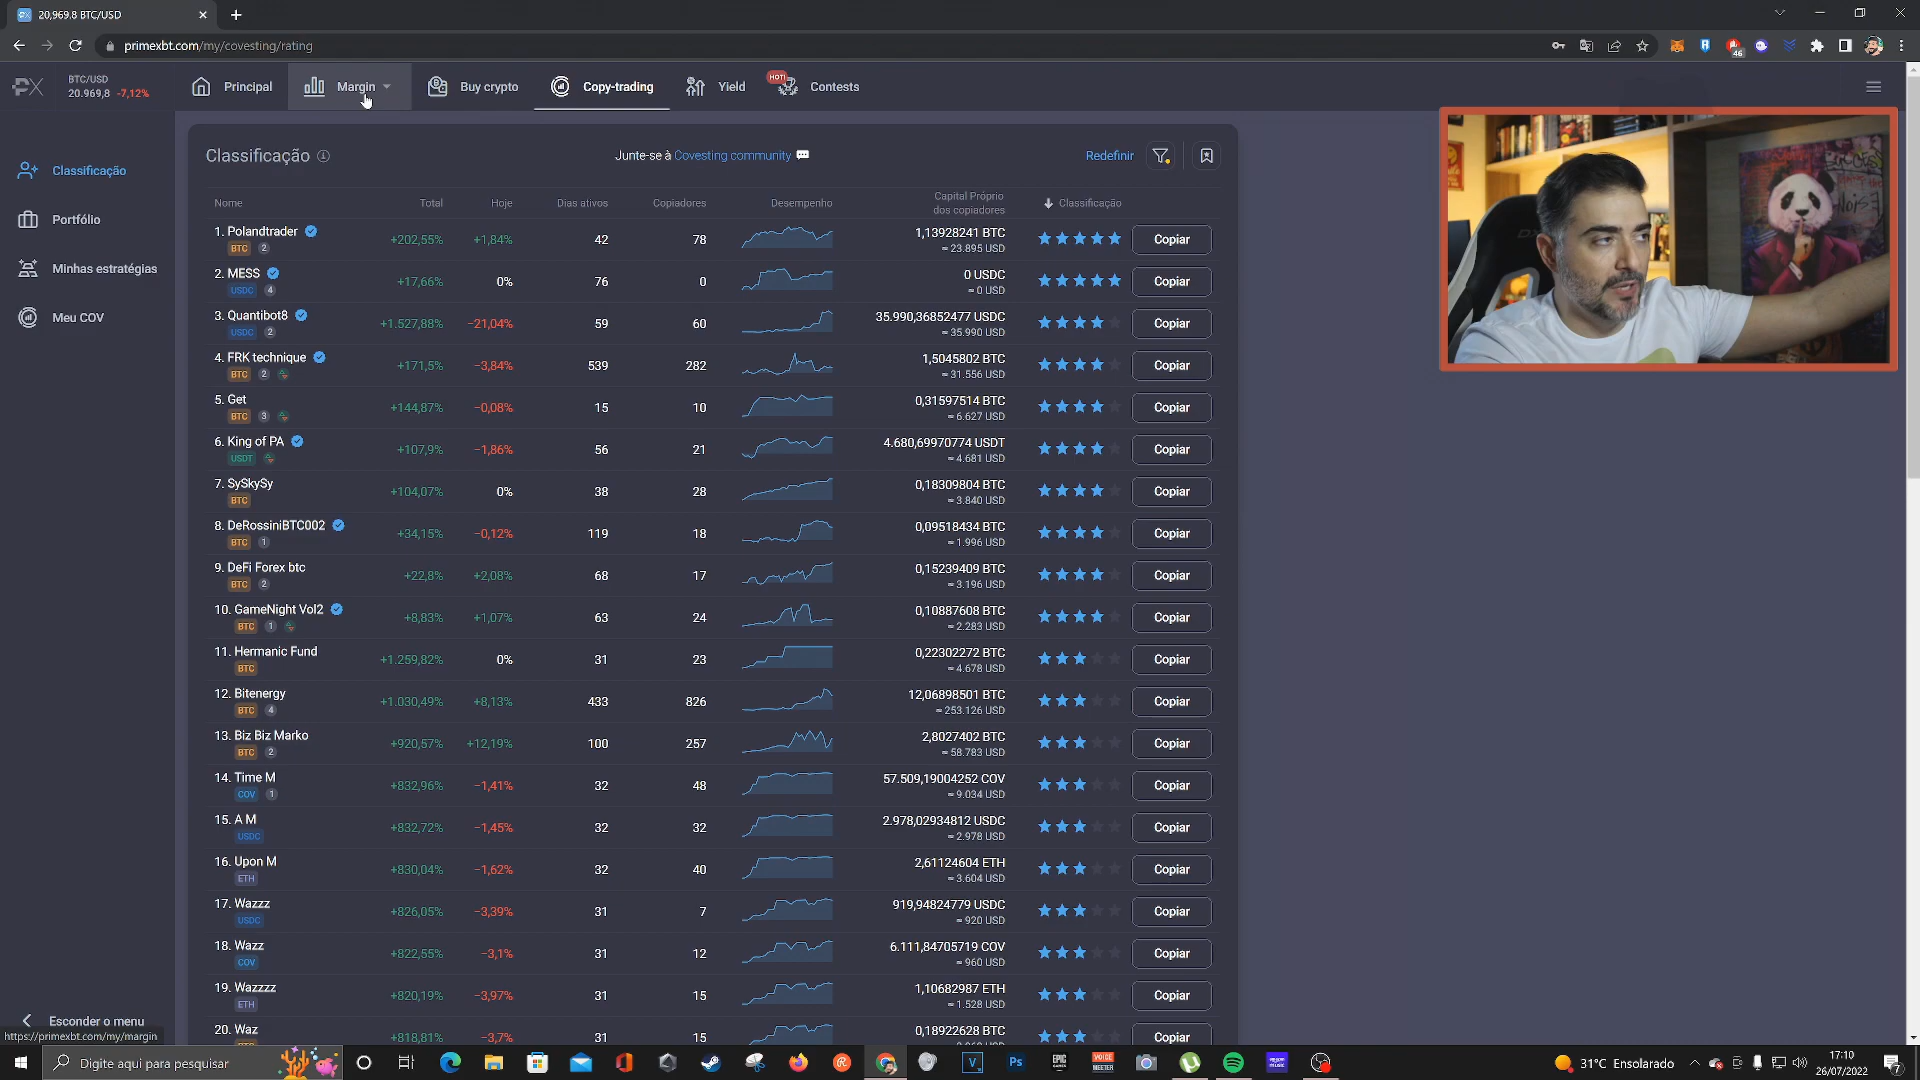 20,969.8 BTC/USD
primexbt.com/my/covesting/rating
46
BTC/USD
20.969,8 -7,12%
Principal
Margin
Buy crypto
Copy-trading
Yield
HOT!
Contests
Classificação
Portfólio
Minhas estratégias
Meu COV
Classificação
Junte-se à Covesting community
Redefinir
Nome Total Hoje Dias ativos Copiadores Desempenho Capital Próprio dos copiadores Classificação
1. Polandtrader +202,55% +1,84% 42 78 1,13928241 BTC Copiar
BTC 2 ≈ 23.895 USD
2. MESS +17,66% 0% 76 0 0 USDC Copiar
USDC 4 ≈ 0 USD
3. Quantibot8 +1.527,88% −21,04% 59 60 35.990,36852477 USDC Copiar
USDC 2 ≈ 35.990 USD
4. FRK technique +171,5% −3,84% 539 282 1,5045802 BTC Copiar
BTC 2 ≈ 31.556 USD
5. Get +144,87% −0,08% 15 10 0,31597514 BTC Copiar
BTC 3 ≈ 6.627 USD
6. King of PA +107,9% −1,86% 56 21 4.680,69970774 USDT Copiar
USDT ≈ 4.681 USD
7. SySkySy +104,07% 0% 38 28 0,18309804 BTC Copiar
BTC ≈ 3.840 USD
8. DeRossiniBTC002 +34,15% −0,12% 119 18 0,09518434 BTC Copiar
BTC 1 ≈ 1.996 USD
9. DeFi Forex btc +22,8% +2,08% 68 17 0,15239409 BTC Copiar
BTC 2 ≈ 3.196 USD
10. GameNight Vol2 +8,83% +1,07% 63 24 0,10887608 BTC Copiar
BTC 1 ≈ 2.283 USD
11. Hermanic Fund +1.259,82% 0% 31 23 0,22302272 BTC Copiar
BTC ≈ 4.678 USD
12. Bitenergy +1.030,49% +8,13% 433 826 12,06898501 BTC Copiar
BTC 4 ≈ 253.126 USD
13. Biz Biz Marko +920,57% +12,19% 100 257 2,8027402 BTC Copiar
BTC 2 ≈ 58.783 USD
14. Time M +832,96% −1,41% 32 48 57.509,19004252 COV Copiar
COV 1 ≈ 9.034 USD
15. A M +832,72% −1,45% 32 32 2.978,02934812 USDC Copiar
USDC ≈ 2.978 USD
16. Upon M +830,04% −1,62% 32 40 2,61124604 ETH Copiar
ETH ≈ 3.604 USD
17. Wazzz +826,05% −3,39% 31 7 919,94824779 USDC Copiar
USDC ≈ 920 USD
18. Wazz +822,55% −3,1% 31 12 6.111,84705719 COV Copiar
COV ≈ 960 USD
19. Wazzzz +820,19% −3,97% 31 15 1,10682987 ETH Copiar
ETH ≈ 1.528 USD
20. Waz +818,81% −3,7% 31 15 0,18922628 BTC Copiar
Esconder o menu
https://primexbt.com/my/margin
Digite aqui para pesquisar
Ps
EPIC GAMES
VOICE MEETER
31°C Ensolarado
17:10
26/07/2022
7